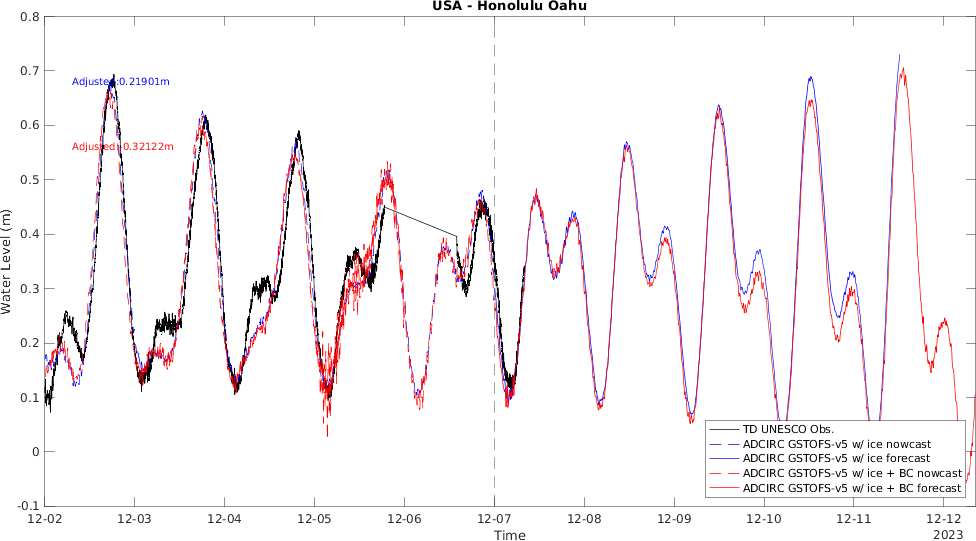 USA - Honolulu Oahu
0.8
0.7
0.6
0.5
0.4
0.3
0.2
0.1
0
-0.1
Water Level (m)
Adjusted:0.21901m
Adjusted:-0.32122m
TD UNESCO Obs.
ADCIRC GSTOFS-v5 w/ ice nowcast
ADCIRC GSTOFS-v5 w/ ice forecast
ADCIRC GSTOFS-v5 w/ ice + BC nowcast
ADCIRC GSTOFS-v5 w/ ice + BC forecast
12-02 12-03 12-04 12-05 12-06 12-07 12-08 12-09 12-10 12-11 12-12
Time 2023